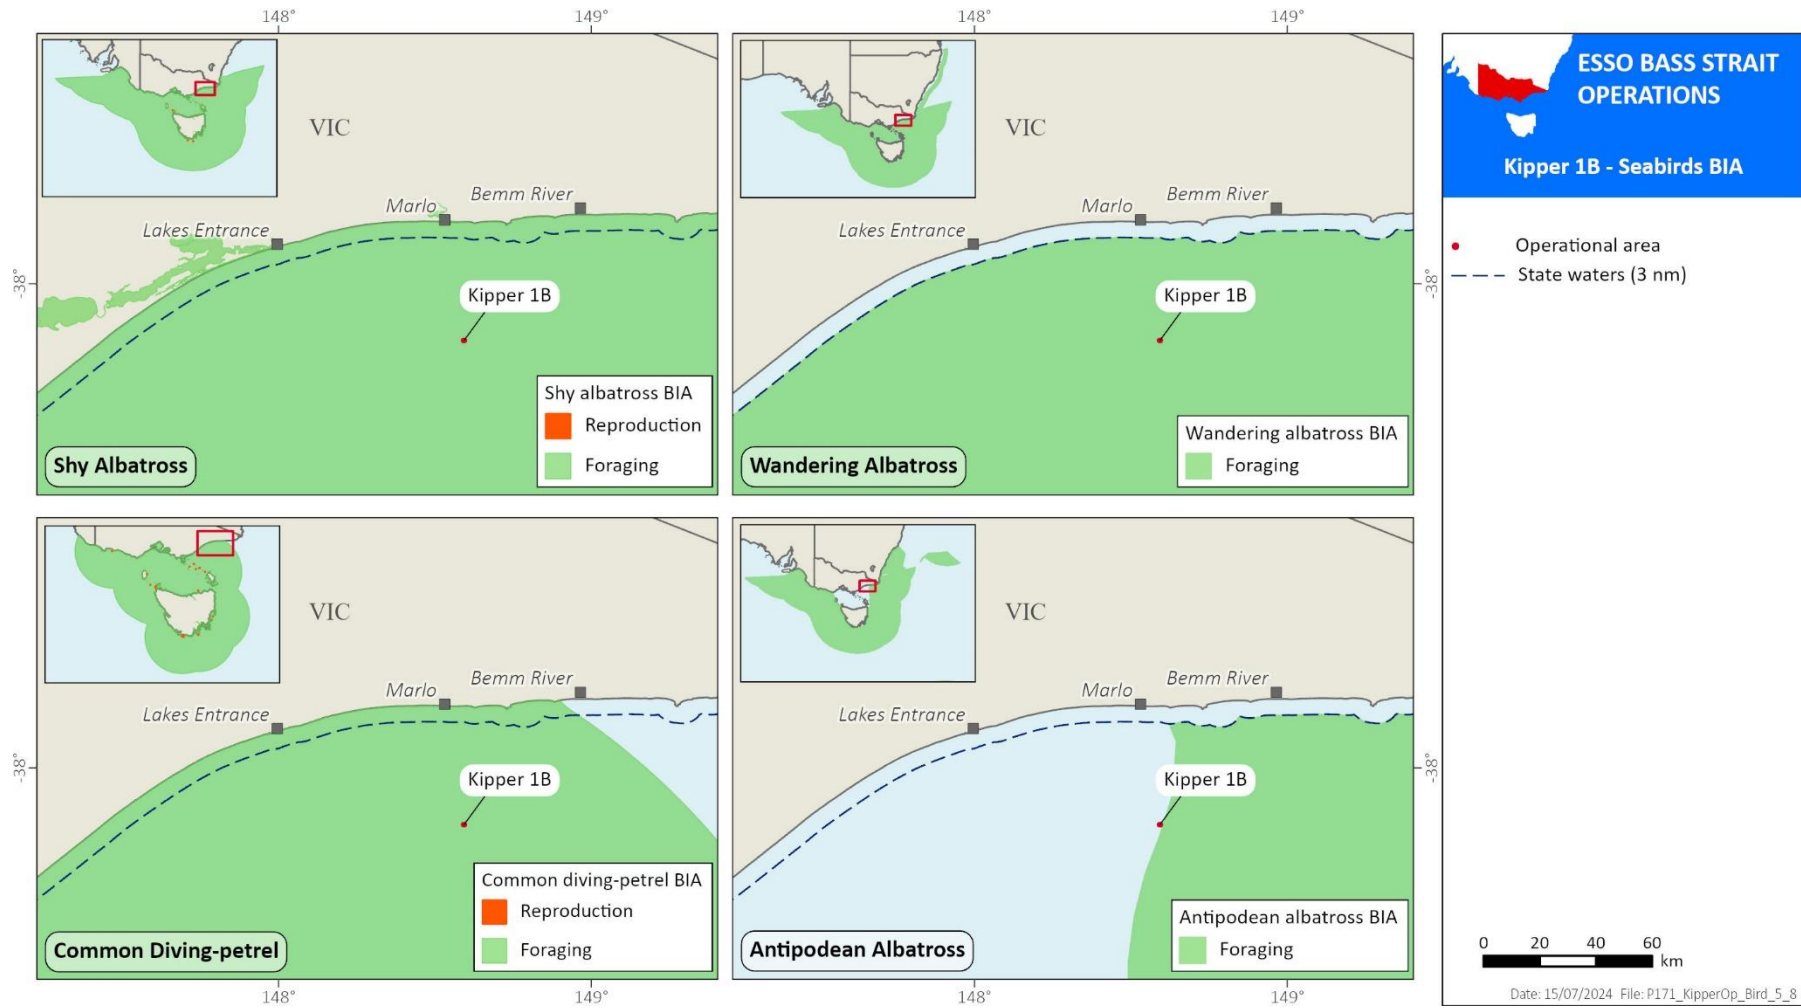 148°
149°
148°
149°
VIC
Bemm River
Marlo
Lakes Entrance
-38°
Kipper 1B
Shy albatross BIA
Reproduction
Foraging
Shy Albatross
VIC
Bemm River
Marlo
Lakes Entrance
-38°
Kipper 1B
Wandering albatross BIA
Foraging
Wandering Albatross
ESSO BASS STRAIT
OPERATIONS
Kipper 1B - Seabirds BIA
Operational area
State waters (3 nm)
VIC
Bemm River
Marlo
Lakes Entrance
-38°
Kipper 1B
Common diving-petrel BIA
Reproduction
Foraging
Common Diving-petrel
VIC
Bemm River
Marlo
Lakes Entrance
-38°
Kipper 1B
Antipodean albatross BIA
Foraging
Antipodean Albatross
148°
149°
148°
149°
0 20 40 60
km
Date: 15/07/2024 File: P171_KipperOp_Bird_5_8